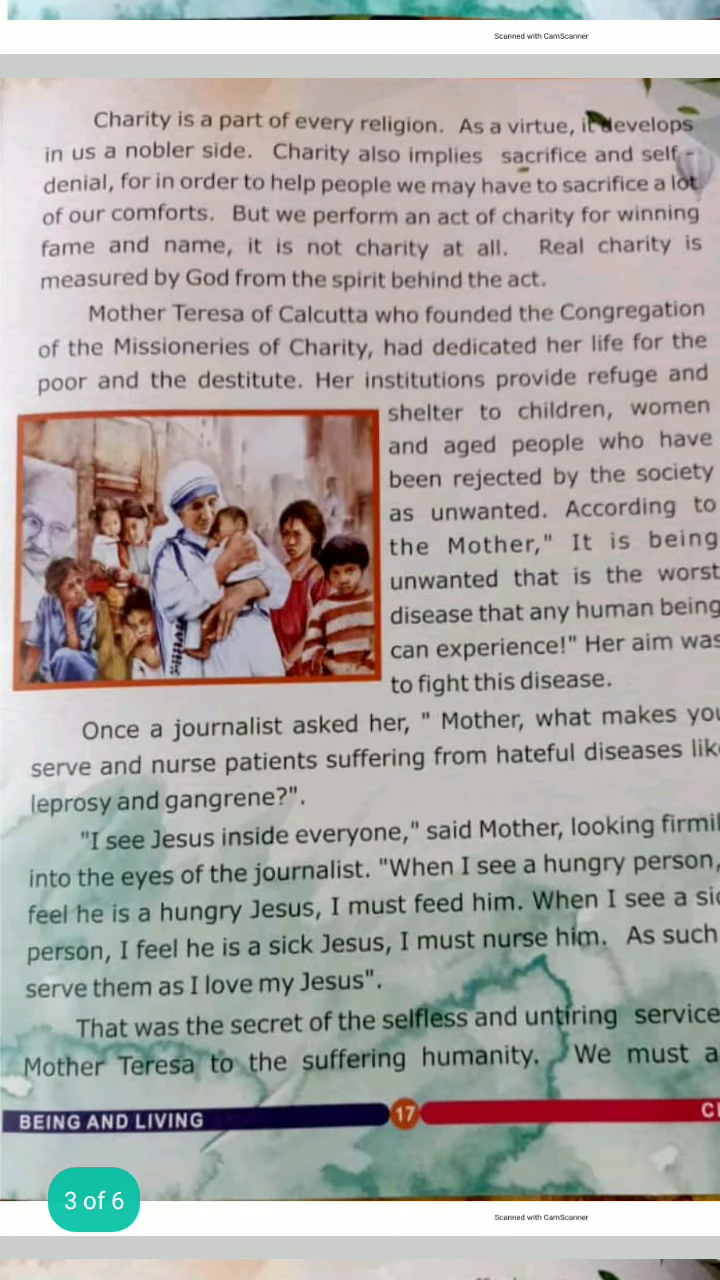 Scanned with CamScanner
Charity is a part of every religion. As a virtue, it develops
in us a nobler side. Charity also implies sacrifice and self -
denial, for in order to help people we may have to sacrifice a lot
of our comforts. But we perform an act of charity for winning
fame and name, it is not charity at all. Real charity is
measured by God from the spirit behind the act.
Mother Teresa of Calcutta who founded the Congregation
of the Missioneries of Charity, had dedicated her life for the
poor and the destitute. Her institutions provide refuge and
shelter to children, women
and aged people who have
been rejected by the society
as unwanted. According to
the Mother," It is being
unwanted that is the worst
disease that any human being
can experience!" Her aim was
to fight this disease.
Once a journalist asked her, " Mother, what makes you
serve and nurse patients suffering from hateful diseases lik
leprosy and gangrene?".
"I see Jesus inside everyone," said Mother, looking firmil
into the eyes of the journalist. "When I see a hungry person,
feel he is a hungry Jesus, I must feed him. When I see a sic
person, I feel he is a sick Jesus, I must nurse him. As such
serve them as I love my Jesus".
That was the secret of the selfless and untiring service
Mother Teresa to the suffering humanity. We must a
BEING AND LIVING
17
3 of 6
Scanned with CamScanner